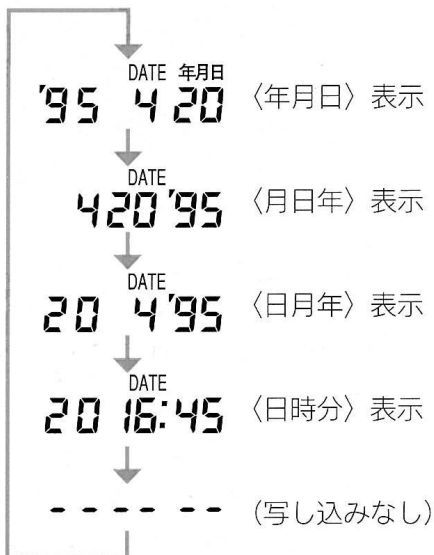 DATE 年月日
'95 4 20 〈年月日〉表示
DATE
4 20 '95 〈月日年〉表示
DATE
20 4 '95 〈日月年〉表示
DATE
20 16:45 〈日時分〉表示
- - - - - - (写し込みなし)